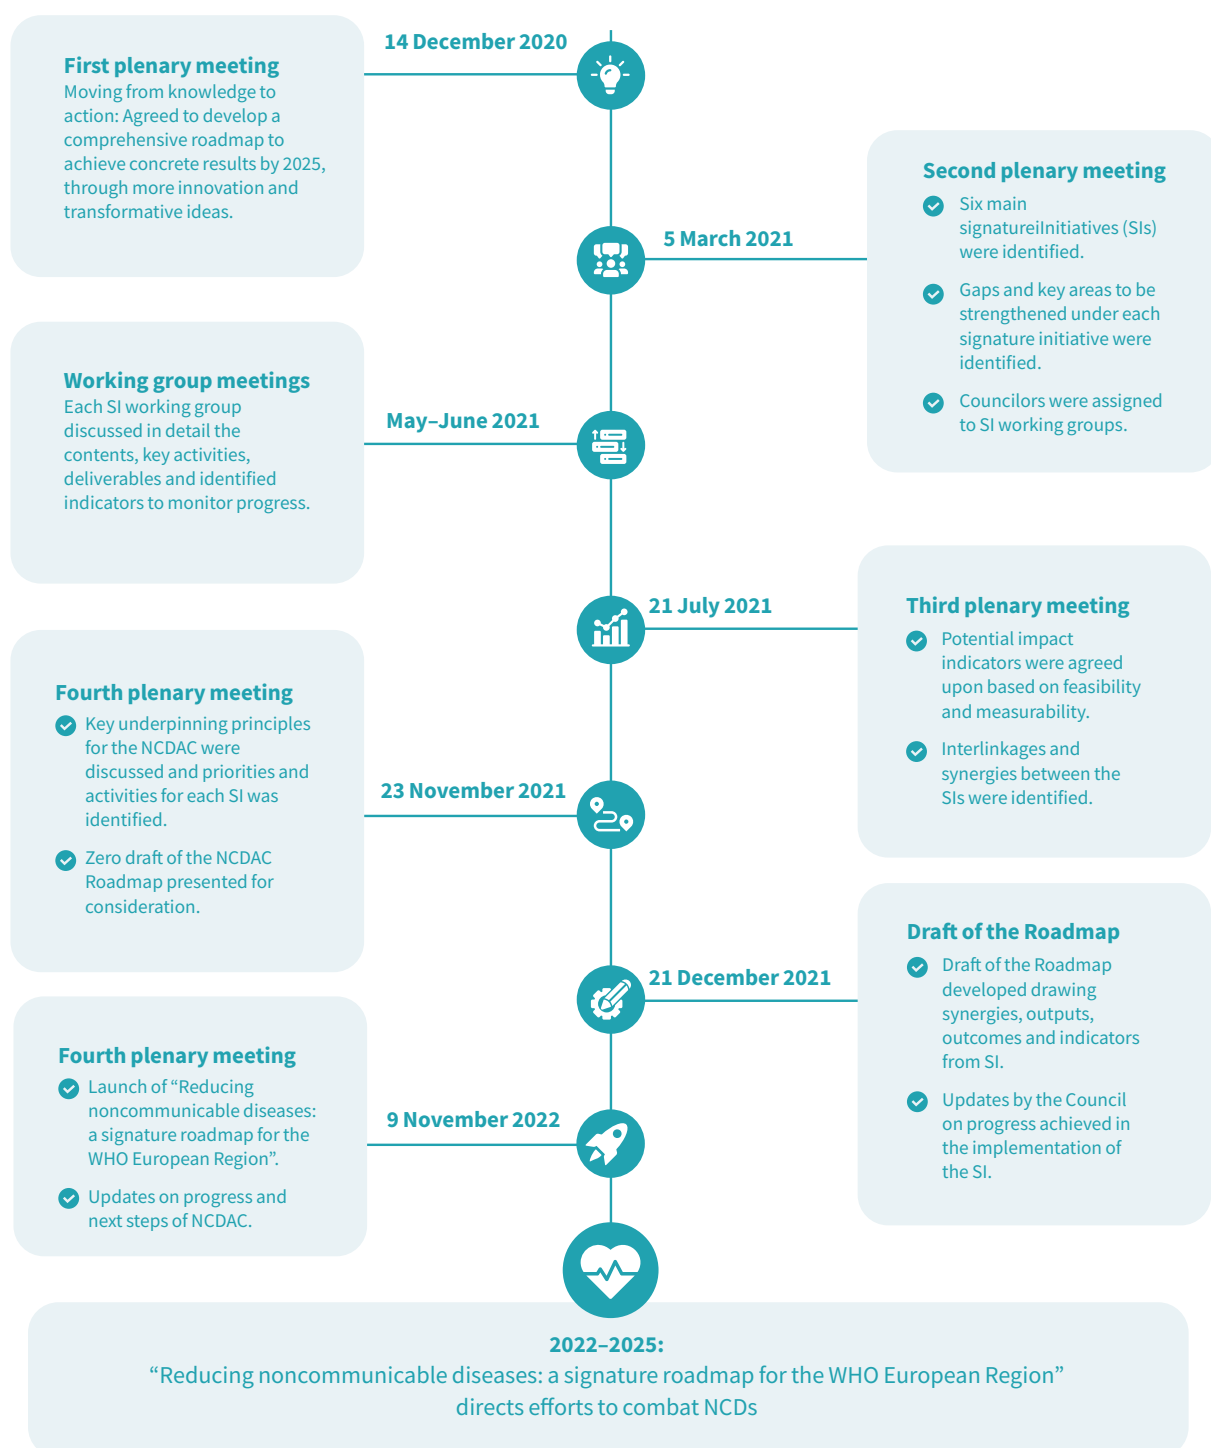 14 December 2020
First plenary meeting
Moving from knowledge to
action: Agreed to develop a
comprehensive roadmap to
achieve concrete results by 2025,
through more innovation and
transformative ideas.
5 March 2021
Second plenary meeting
Six main
signatureiInitiatives (SIs)
were identified.
Gaps and key areas to be
strengthened under each
signature initiative were
identified.
Councilors were assigned
to SI working groups.
May–June 2021
Working group meetings
Each SI working group
discussed in detail the
contents, key activities,
deliverables and identified
indicators to monitor progress.
21 July 2021
Third plenary meeting
Potential impact
indicators were agreed
upon based on feasibility
and measurability.
Interlinkages and
synergies between the
SIs were identified.
23 November 2021
Fourth plenary meeting
Key underpinning principles
for the NCDAC were
discussed and priorities and
activities for each SI was
identified.
Zero draft of the NCDAC
Roadmap presented for
consideration.
21 December 2021
Draft of the Roadmap
Draft of the Roadmap
developed drawing
synergies, outputs,
outcomes and indicators
from SI.
Updates by the Council
on progress achieved in
the implementation of
the SI.
9 November 2022
Fourth plenary meeting
Launch of “Reducing
noncommunicable diseases:
a signature roadmap for the
WHO European Region”.
Updates on progress and
next steps of NCDAC.
2022–2025:
“Reducing noncommunicable diseases: a signature roadmap for the WHO European Region”
directs efforts to combat NCDs